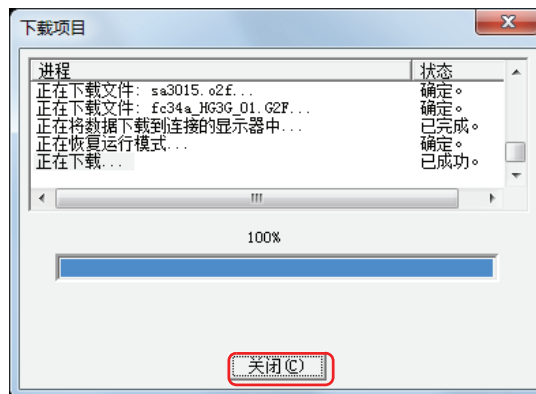 下载项目
进程 状态
正在下载文件: sa3015.o2f... 确定。
正在下载文件: fc34a_HG3G_01.G2F... 确定。
正在将数据下载到连接的显示器中... 已完成。
正在恢复运行模式... 确定。
正在下载... 已成功。
100%
关闭(C)